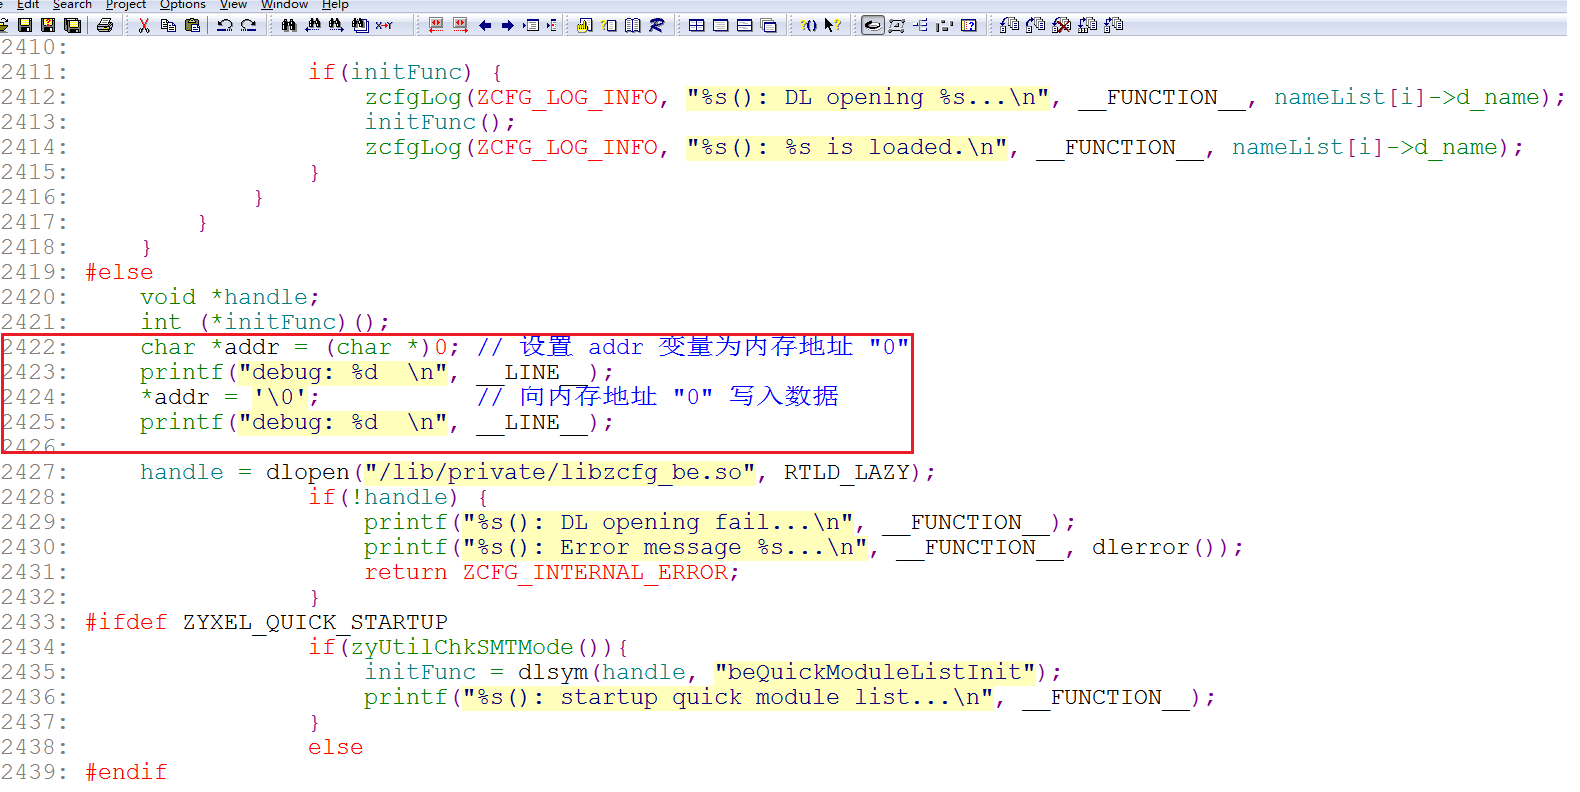 Edit Search Project Options View Window Help
2410:
2411: if(initFunc) {
2412: zcfgLog(ZCFG_LOG_INFO, "%s(): DL opening %s...\n", __FUNCTION__, nameList[i]->d_name);
2413: initFunc();
2414: zcfgLog(ZCFG_LOG_INFO, "%s(): %s is loaded.\n", __FUNCTION__, nameList[i]->d_name);
2415: }
2416: }
2417: }
2418: }
2419: #else
2420: void *handle;
2421: int (*initFunc)();
2422: char *addr = (char *)0; // 设置 addr 变量为内存地址 "0"
2423: printf("debug: %d  \n", __LINE__);
2424: *addr = '\0'; // 向内存地址 "0" 写入数据
2425: printf("debug: %d  \n", __LINE__);
2426:
2427: handle = dlopen("/lib/private/libzcfg_be.so", RTLD_LAZY);
2428: if(!handle) {
2429: printf("%s(): DL opening fail...\n", __FUNCTION__);
2430: printf("%s(): Error message %s...\n", __FUNCTION__, dlerror());
2431: return ZCFG_INTERNAL_ERROR;
2432: }
2433: #ifdef ZYXEL_QUICK_STARTUP
2434: if(zyUtilChkSMTMode()){
2435: initFunc = dlsym(handle, "beQuickModuleListInit");
2436: printf("%s(): startup quick module list...\n", __FUNCTION__);
2437: }
2438: else
2439: #endif